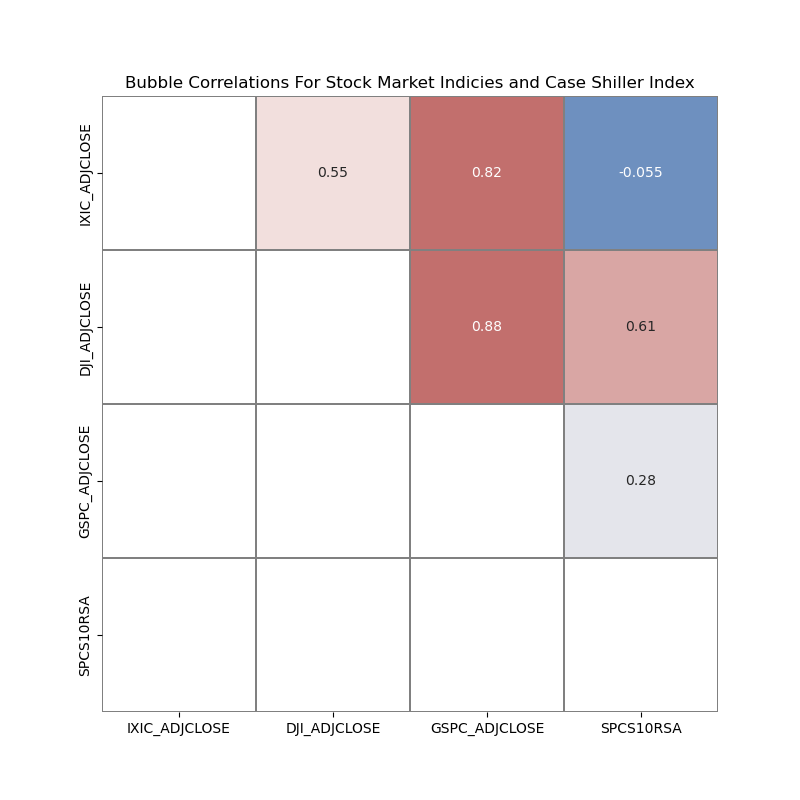 Bubble Correlations For Stock Market Indicies and Case Shiller Index
IXIC_ADJCLOSE
0.55
0.82
-0.055
DJI_ADJCLOSE
0.88
0.61
GSPC_ADJCLOSE
0.28
SPCS10RSA
IXIC_ADJCLOSE
DJI_ADJCLOSE
GSPC_ADJCLOSE
SPCS10RSA